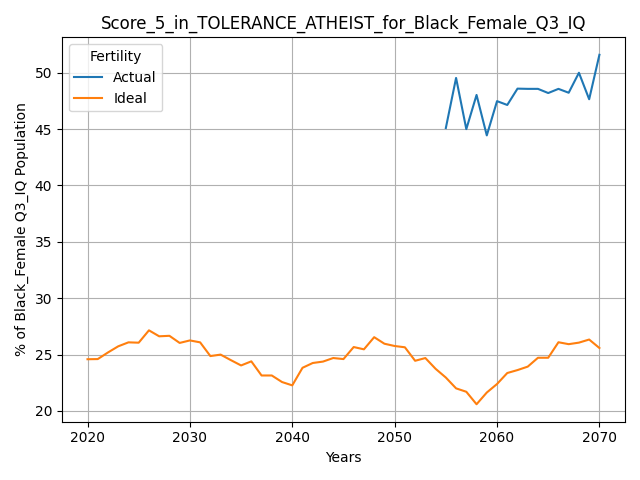 Score_5_in_TOLERANCE_ATHEIST_for_Black_Female_Q3_IQ
Fertility
Actual
Ideal
% of Black_Female Q3_IQ Population
50
45
40
35
30
25
20
2020
2030
2040
2050
2060
2070
Years